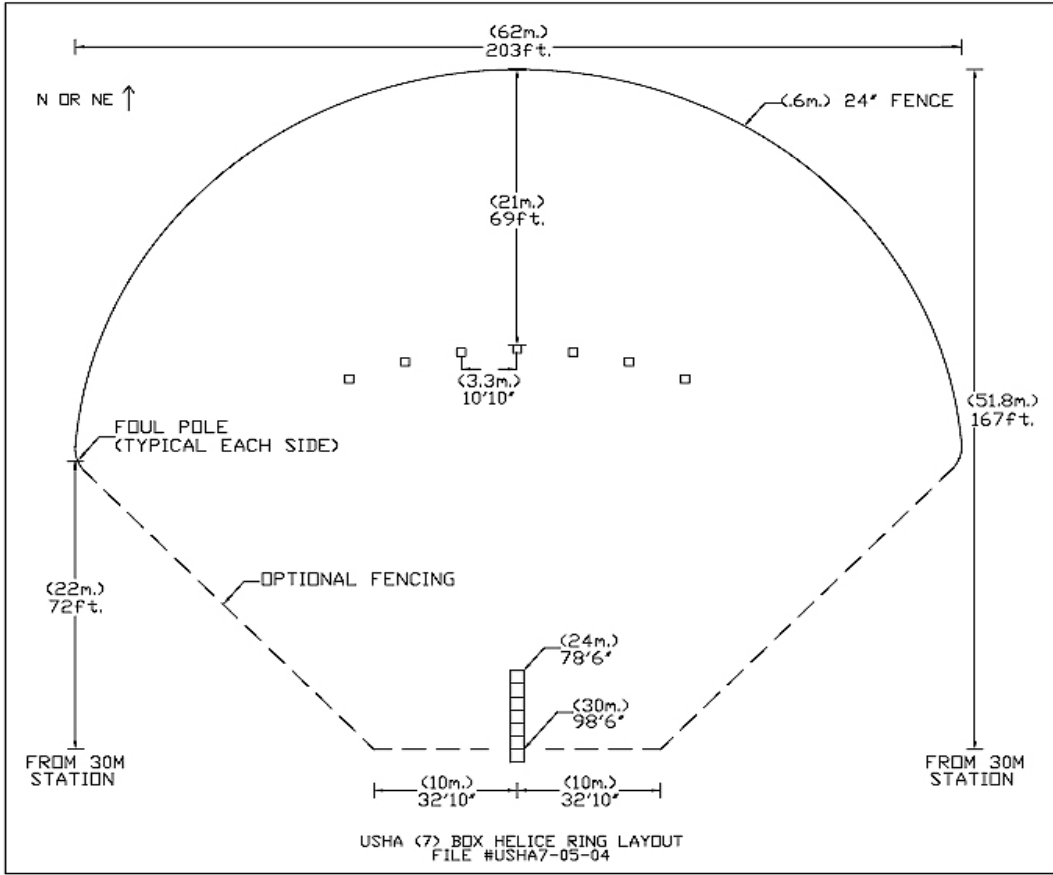 (62m.)
203ft.
N OR NE
(.6m.) 24" FENCE
(21m.)
69ft.
(3.3m.)
10'10"
(51.8m.)
167ft.
FOUL POLE
(TYPICAL EACH SIDE)
OPTIONAL FENCING
(22m.)
72ft.
(24m.)
78'6"
(30m.)
98'6"
FROM 30M
STATION
FROM 30M
STATION
(10m.)
32'10"
(10m.)
32'10"
USHA (7) BOX HELICE RING LAYOUT
FILE #USHA7-05-04